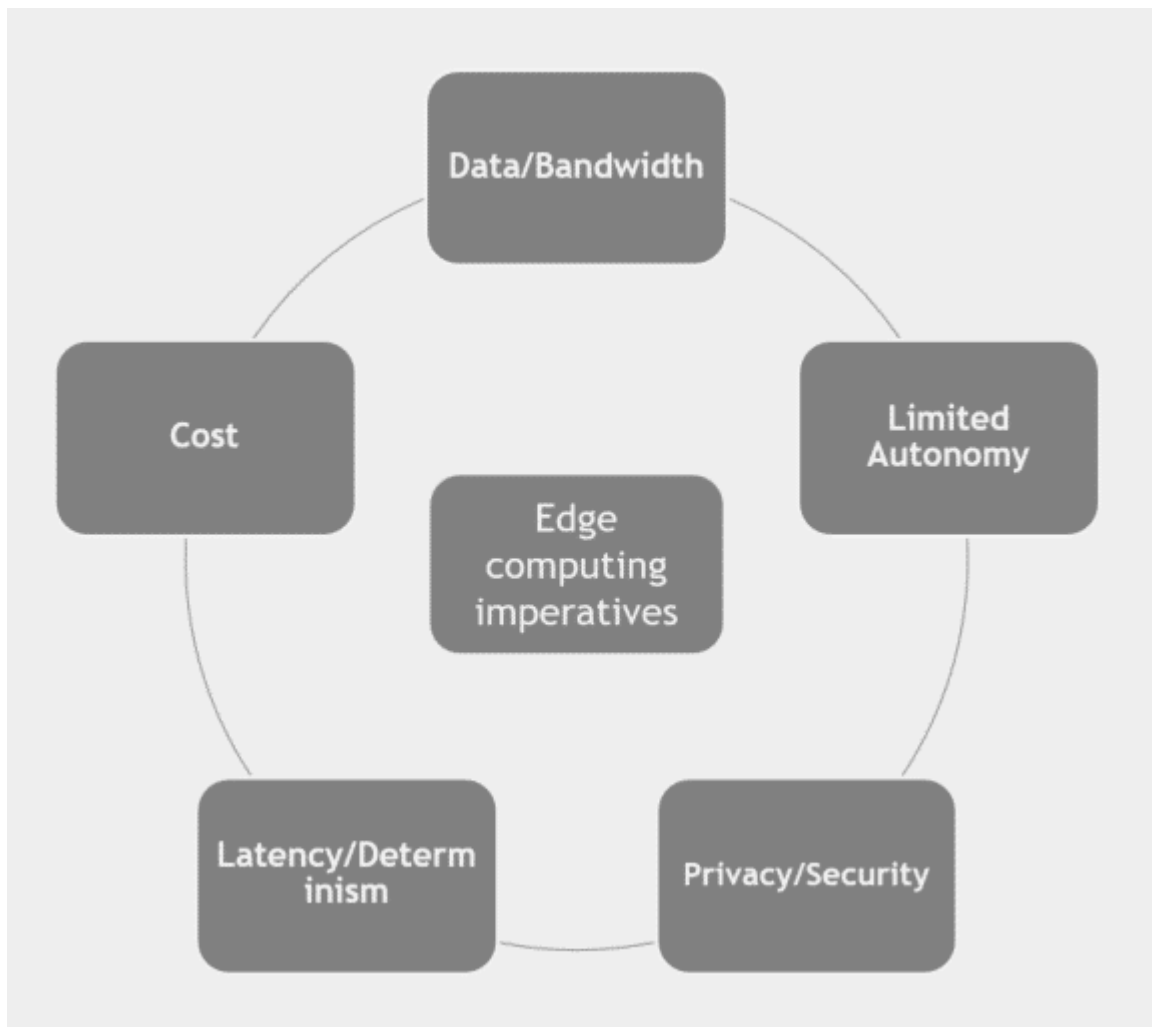 Data/Bandwidth
Cost
Limited
Autonomy
Edge
computing
imperatives
Latency/Determ
inism
Privacy/Security